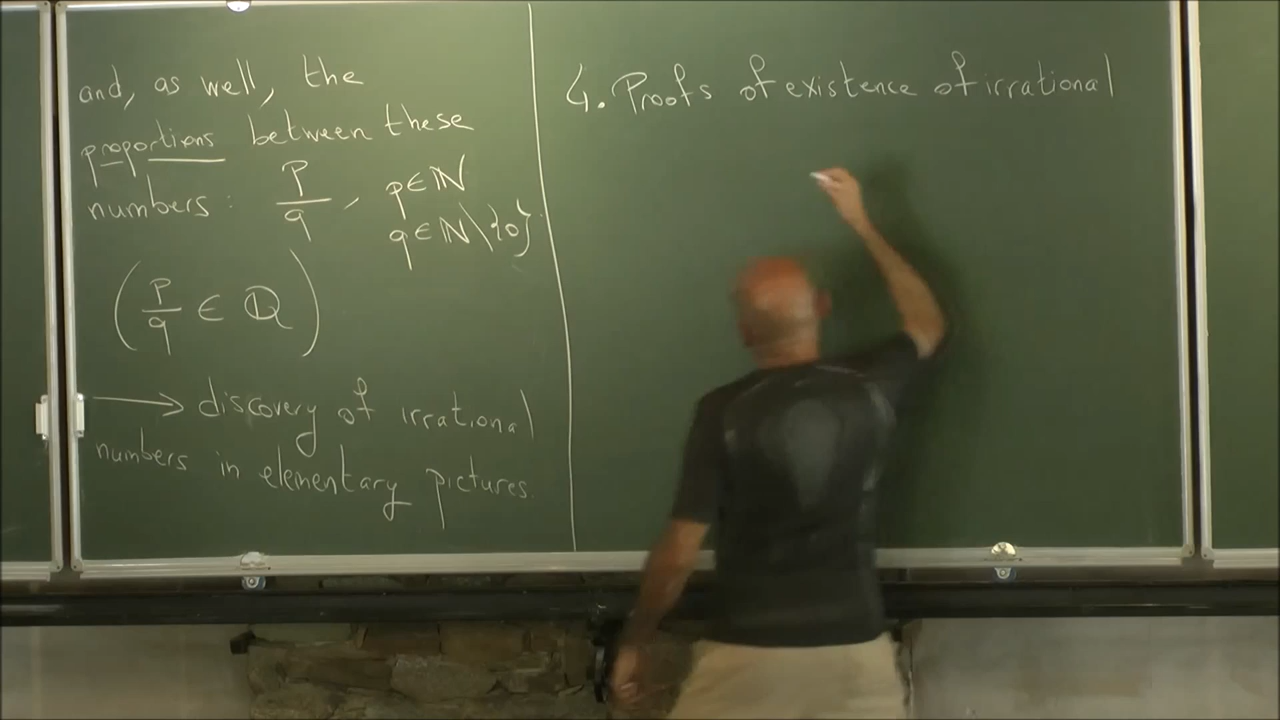 and, as well, the
proportions between these
numbers: p/q, p∈ℕ
q∈ℕ\{0}
(p/q ∈ ℚ)
→ discovery of irrational
numbers in elementary pictures.
4. Proofs of existence of irrational